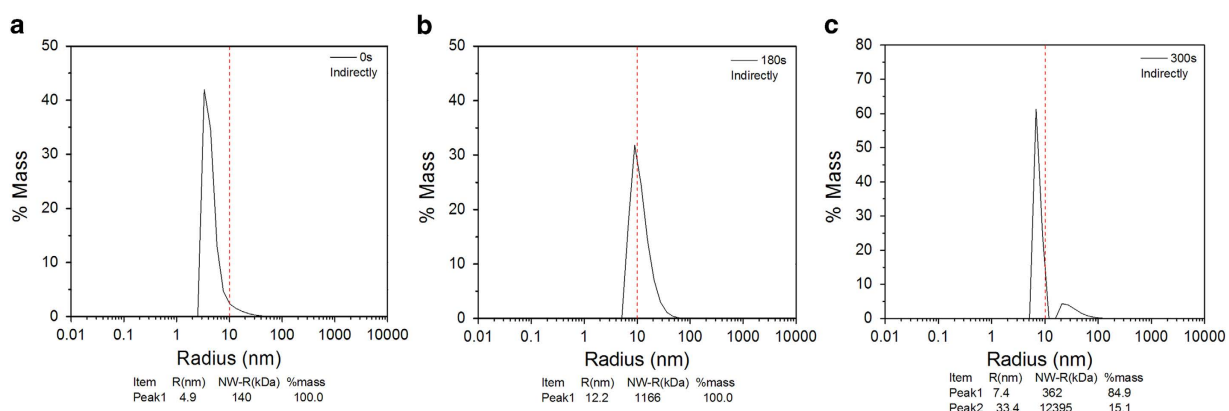 a
50
40
30
20
10
0
% Mass
0s
Indirectly
0.01 0.1 1 10 100 1000 10000
Radius (nm)
Item R(nm) NW-R(kDa) %mass
Peak1 4.9 140 100.0
b
50
40
30
20
10
0
% Mass
180s
Indirectly
0.01 0.1 1 10 100 1000 10000
Radius (nm)
Item R(nm) NW-R(kDa) %mass
Peak1 12.2 1166 100.0
c
80
70
60
50
40
30
20
10
0
% Mass
300s
Indirectly
0.01 0.1 1 10 100 1000 10000
Radius (nm)
Item R(nm) NW-R(kDa) %mass
Peak1 7.4 362 84.9
Peak2 33.4 12395 15.1